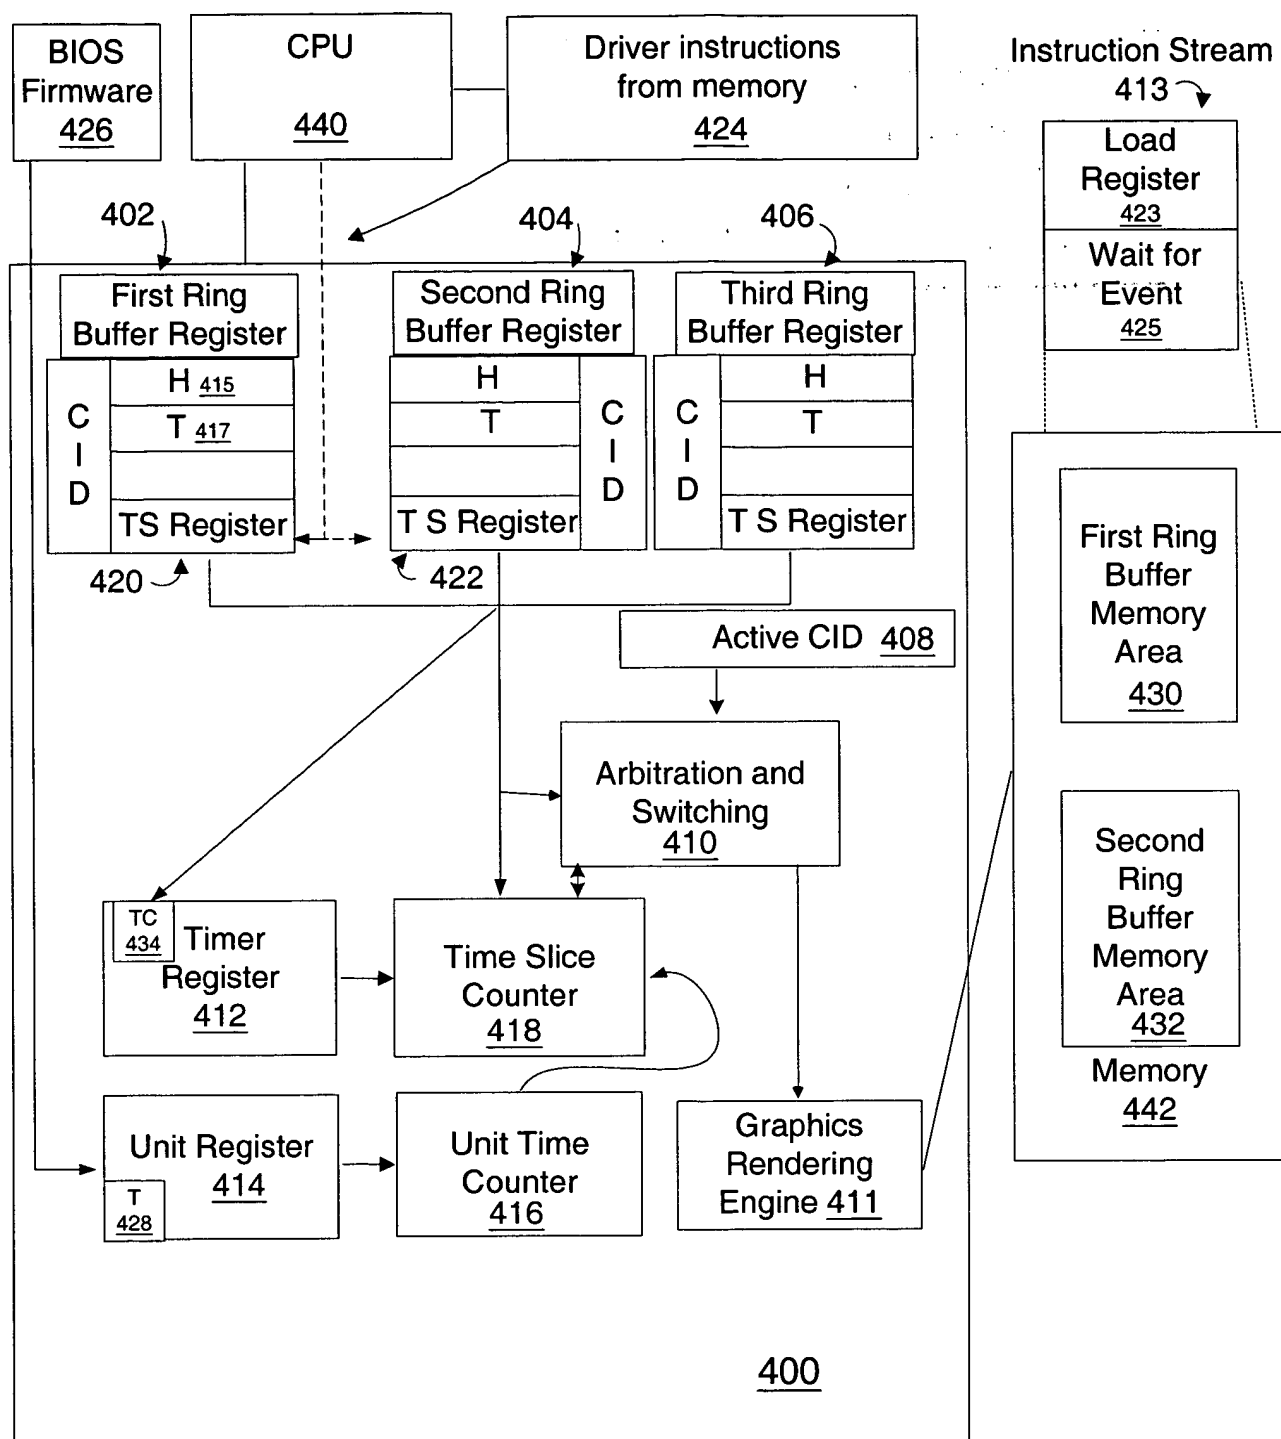 BIOS
Firmware
426
CPU
440
Driver instructions
from memory
424
Instruction Stream
413
Load
Register
423
Wait for
Event
425
402
404
406
First Ring
Buffer Register
Second Ring
Buffer Register
Third Ring
Buffer Register
C
I
D
H 415
T 417
TS Register
H
T
T S Register
C
I
D
C
I
D
H
T
T S Register
420
422
Active CID 408
Arbitration and
Switching
410
TC
434
Timer
Register
412
Time Slice
Counter
418
Unit Register
414
T
428
Unit Time
Counter
416
Graphics
Rendering
Engine 411
First Ring
Buffer
Memory
Area
430
Second
Ring
Buffer
Memory
Area
432
Memory
442
400